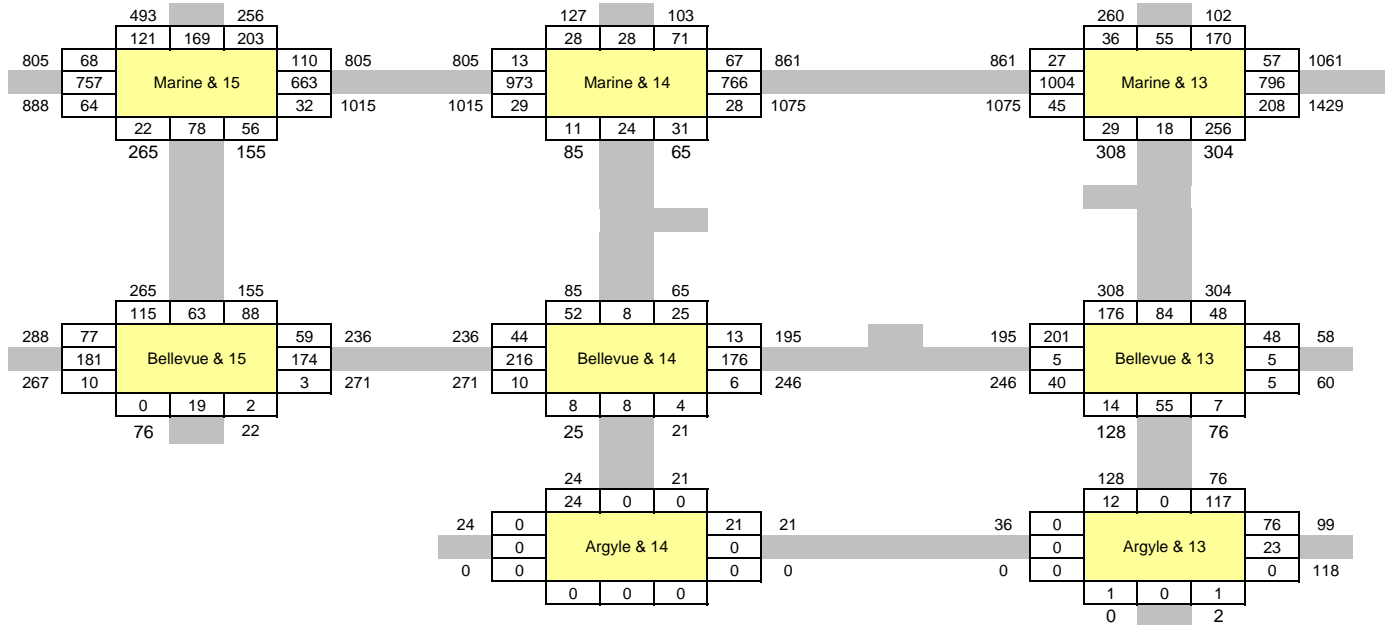 493 256 127 103 260 102
121 169 203 28 28 71 36 55 170
805 68 110 805 805 13 67 861 861 27 57 1061
757 Marine & 15 663 973 Marine & 14 766 1004 Marine & 13 796
888 64 32 1015 1015 29 28 1075 1075 45 208 1429
22 78 56 11 24 31 29 18 256
265 155 85 65 308 304
265 155 85 65 308 304
115 63 88 52 8 25 176 84 48
288 77 59 236 236 44 13 195 195 201 48 58
181 Bellevue & 15 174 216 Bellevue & 14 176 5 Bellevue & 13 5
267 10 3 271 271 10 6 246 246 40 5 60
0 19 2 8 8 4 14 55 7
76 22 25 21 128 76
24 21 128 76
24 0 0 12 0 117
24 0 21 21 36 0 76 99
0 Argyle & 14 0 0 Argyle & 13 23
0 0 0 0 0 0 0 118
0 0 0 1 0 1
0 2